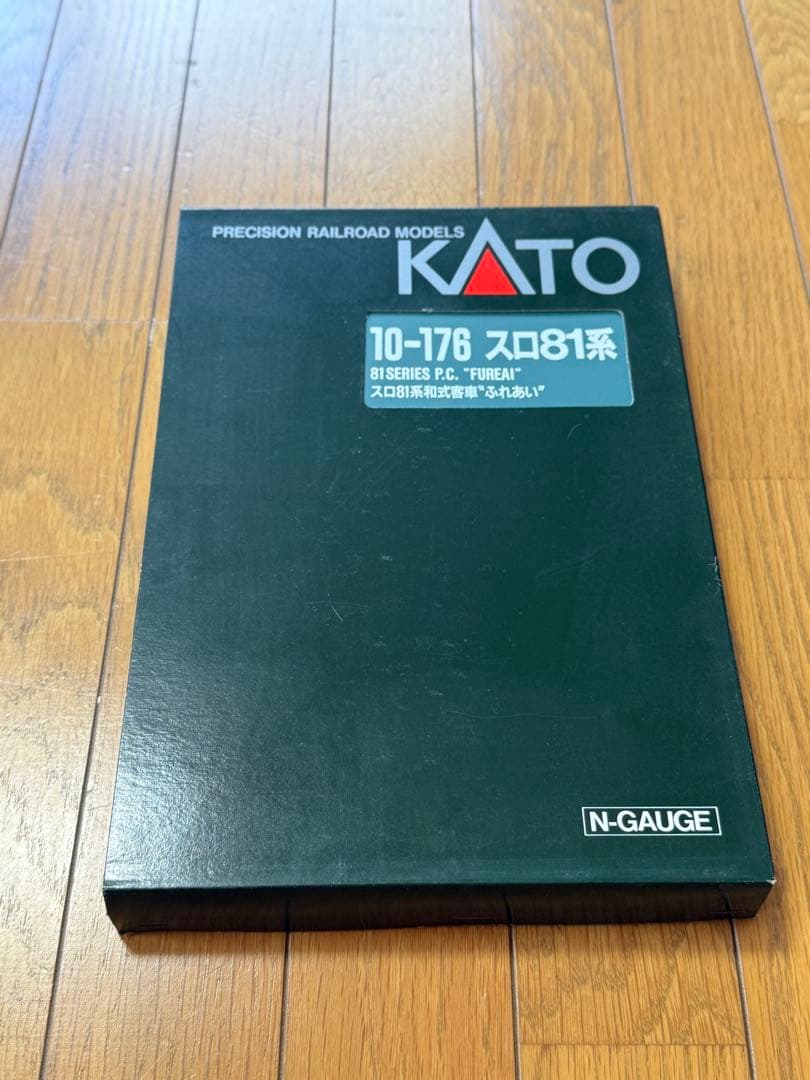 PRECISION RAILROAD MODELS
KATO
10-176 スロ81系
81 SERIES P.C. "FUREAI"
スロ81系和式客車"ふれあい"
N-GAUGE